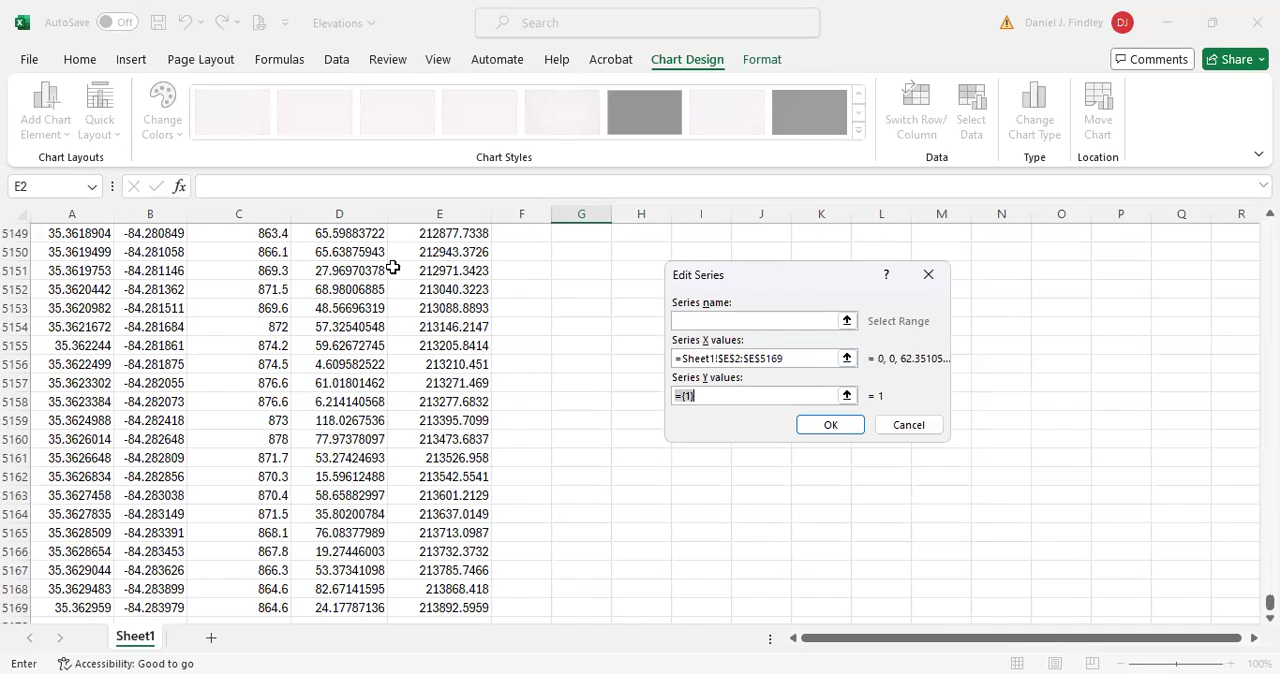 AutoSave Off Elevations Search Daniel J. Findley DJ
File Home Insert Page Layout Formulas Data Review View Automate Help Acrobat Chart Design Format Comments Share
Add Chart Element Quick Layout Change Colors Switch Row/ Column Select Data Change Chart Type Move Chart
Chart Layouts Chart Styles Data Type Location
E2 fx
A B C D E F G H I J K L M N O P Q R
5149 35.3618904 -84.280849 863.4 65.59883722 212877.7338
5150 35.3619499 -84.281058 866.1 65.63875943 212943.3726
5151 35.3619753 -84.281146 869.3 27.96970378 212971.3423
5152 35.3620442 -84.281362 871.5 68.98006885 213040.3223
5153 35.3620982 -84.281511 869.6 48.56696319 213088.8893
5154 35.3621672 -84.281684 872 57.32540548 213146.2147
5155 35.362244 -84.281861 874.2 59.62672745 213205.8414
5156 35.3622499 -84.281875 874.5 4.609582522 213210.451
5157 35.3623302 -84.282055 876.6 61.01801462 213271.469
5158 35.3623384 -84.282073 876.6 6.214140568 213277.6832
5159 35.3624988 -84.282418 873 118.0267536 213395.7099
5160 35.3626014 -84.282648 878 77.97378097 213473.6837
5161 35.3626648 -84.282809 871.7 53.27424693 213526.958
5162 35.3626834 -84.282856 870.3 15.59612488 213542.5541
5163 35.3627458 -84.283038 870.4 58.65882997 213601.2129
5164 35.3627835 -84.283149 871.5 35.80200784 213637.0149
5165 35.3628509 -84.283391 868.1 76.08377989 213713.0987
5166 35.3628654 -84.283453 867.8 19.27446003 213732.3732
5167 35.3629044 -84.283626 866.3 53.37341098 213785.7466
5168 35.3629483 -84.283899 864.6 82.67141595 213868.418
5169 35.362959 -84.283979 864.6 24.17787136 213892.5959
Edit Series ?
Series name:
Select Range
Series X values:
=Sheet1!$E$2:$E$5169 = 0, 0, 62.35105...
Series Y values:
={1} = 1
OK Cancel
Sheet1
Enter Accessibility: Good to go 100%